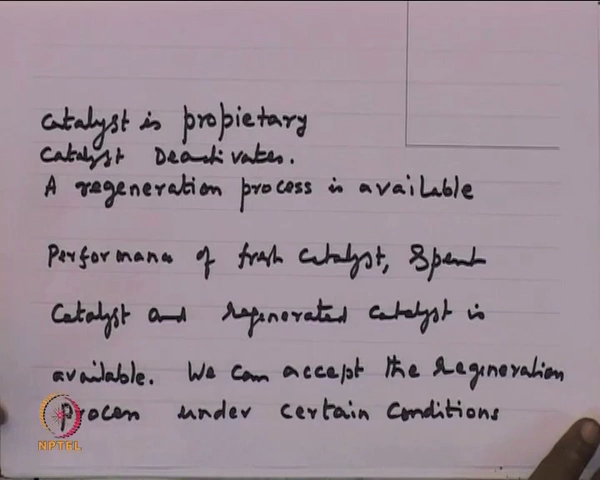 Catalyst is propietary
Catalyst Deactivates.
A regeneration process is available
Performance of fresh catalyst, Spent
Catalyst and regenerated catalyst is
available. We can accept the regeneration
Process under certain conditions
NPTEL